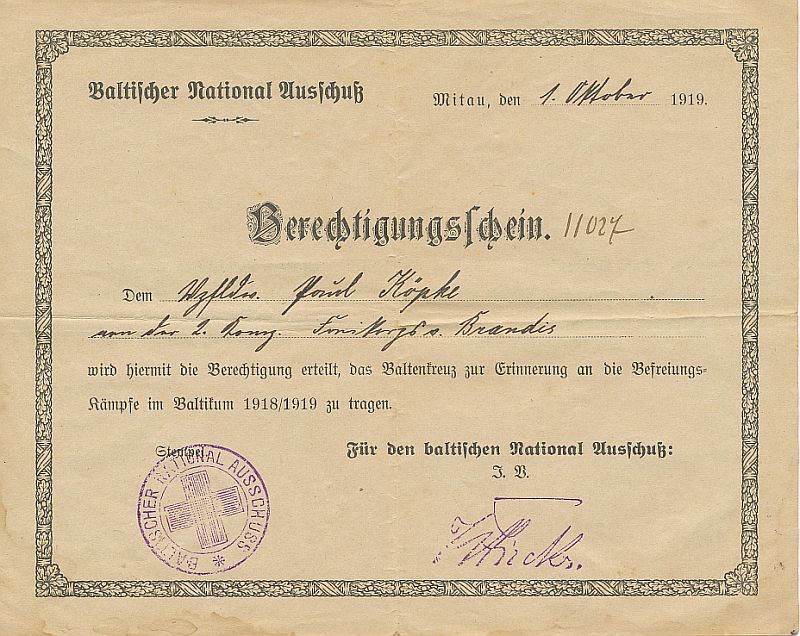 Baltischer National Ausschuß
Mitau, den 1. Oktober 1919.
Berechtigungsschein. 11027
Dem Vzfldw. Paul Köpke
von der 2. Komp. Freikorps v. Brandis
wird hiermit die Berechtigung erteilt, das Baltenkreuz zur Erinnerung an die Befreiungs-
Kämpfe im Baltikum 1918/1919 zu tragen.
Stempel.
BALTISCHER NATIONAL AUSSCHUSS
Für den baltischen National Ausschuß:
J. V.